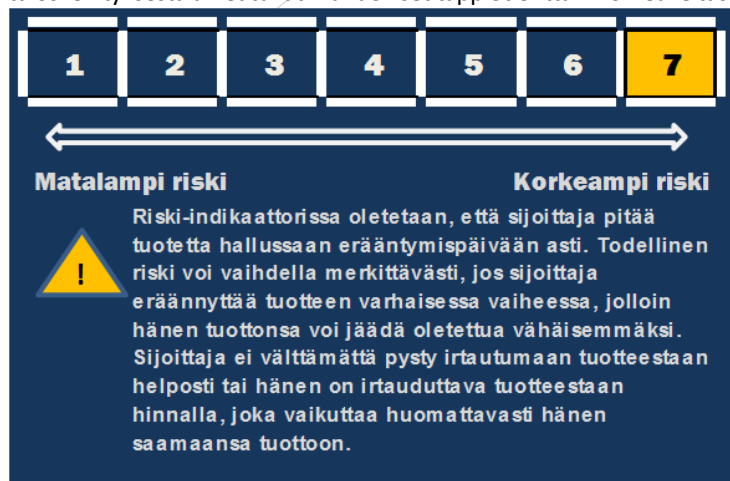 1 2 3 4 5 6 7
Matalampi riski Korkeampi riski
Riski-indikaattorissa oletetaan, että sijoittaja pitää
tuotetta hallussaan erääntymispäivään asti. Todellinen
riski voi vaihdella merkittävästi, jos sijoittaja
! eräännyttää tuotteen varhaisessa vaiheessa, jolloin
hänen tuottonsa voi jäädä oletettua vähäisemmäksi.
Sijoittaja ei välttämättä pysty irtautumaan tuotteestaan
helposti tai hänen on irtauduttava tuotteestaan
hinnalla, joka vaikuttaa huomattavasti hänen
saamaansa tuottoon.